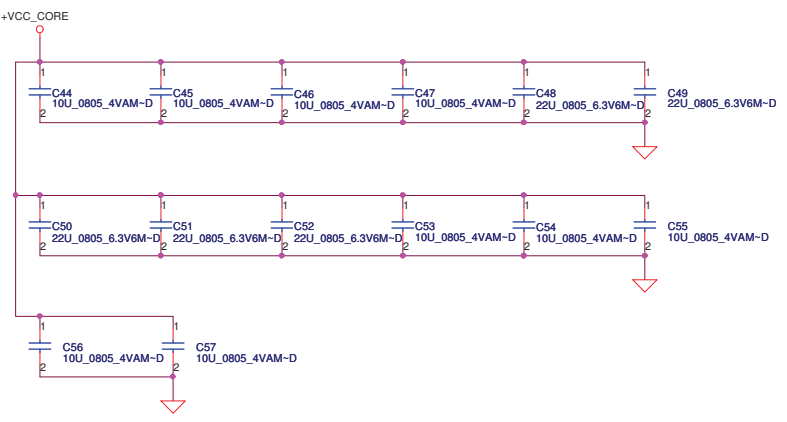 +VCC_CORE
1 1 1 1 1 1
C44 C45 C46 C47 C48 C49
10U_0805_4VAM~D 10U_0805_4VAM~D 10U_0805_4VAM~D 10U_0805_4VAM~D 22U_0805_6.3V6M~D 22U_0805_6.3V6M~D
2 2 2 2 2 2
1 1 1 1 1 1
C50 C51 C52 C53 C54 C55
22U_0805_6.3V6M~D 22U_0805_6.3V6M~D 22U_0805_6.3V6M~D 10U_0805_4VAM~D 10U_0805_4VAM~D 10U_0805_4VAM~D
2 2 2 2 2 2
1 1
C56 C57
10U_0805_4VAM~D 10U_0805_4VAM~D
2 2